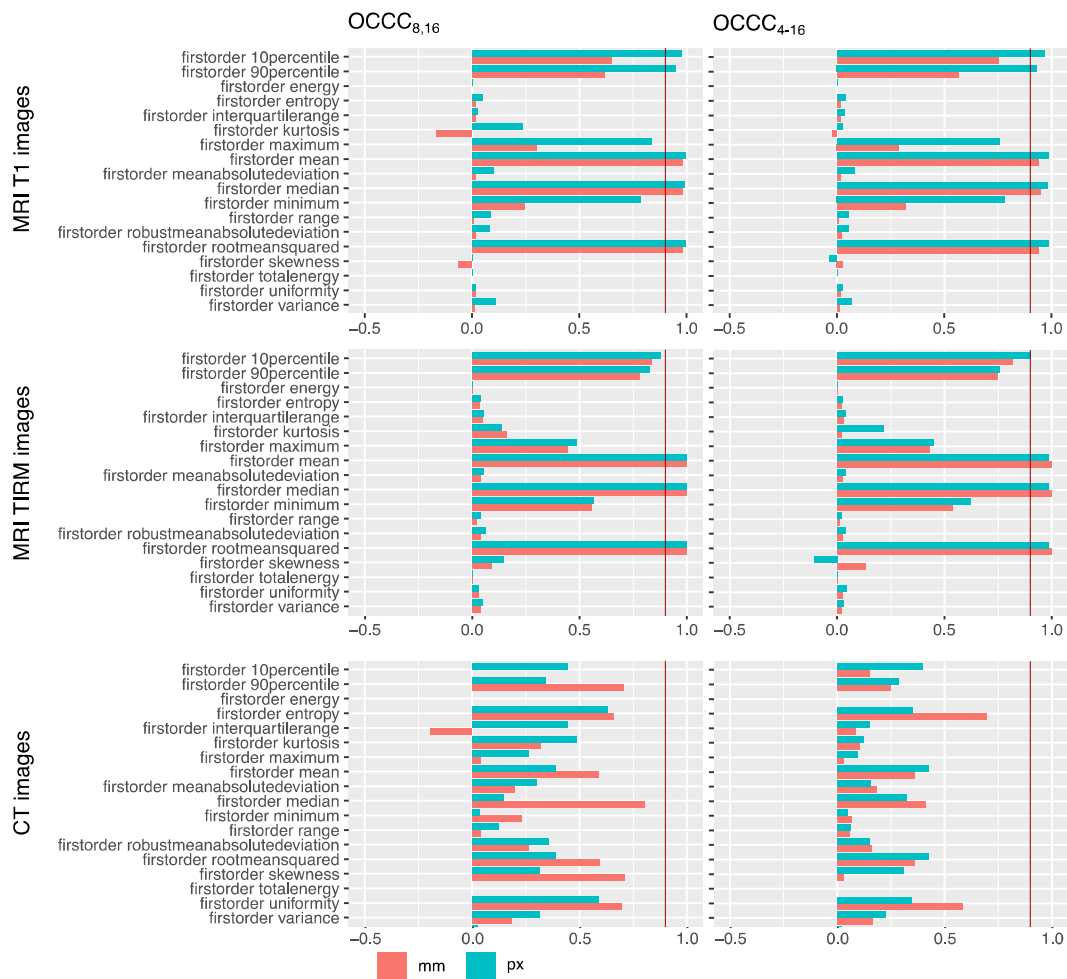 OCCC8,16 OCCC4-16
MRI T1 images
firstorder 10percentile
firstorder 90percentile
firstorder energy
firstorder entropy
firstorder interquartilerange
firstorder kurtosis
firstorder maximum
firstorder mean
firstorder meanabsolutedeviation
firstorder median
firstorder minimum
firstorder range
firstorder robustmeanabsolutedeviation
firstorder rootmeansquared
firstorder skewness
firstorder totalenergy
firstorder uniformity
firstorder variance
−0.5 0.0 0.5 1.0 −0.5 0.0 0.5 1.0
MRI TIRM images
firstorder 10percentile
firstorder 90percentile
firstorder energy
firstorder entropy
firstorder interquartilerange
firstorder kurtosis
firstorder maximum
firstorder mean
firstorder meanabsolutedeviation
firstorder median
firstorder minimum
firstorder range
firstorder robustmeanabsolutedeviation
firstorder rootmeansquared
firstorder skewness
firstorder totalenergy
firstorder uniformity
firstorder variance
−0.5 0.0 0.5 1.0 −0.5 0.0 0.5 1.0
CT images
firstorder 10percentile
firstorder 90percentile
firstorder energy
firstorder entropy
firstorder interquartilerange
firstorder kurtosis
firstorder maximum
firstorder mean
firstorder meanabsolutedeviation
firstorder median
firstorder minimum
firstorder range
firstorder robustmeanabsolutedeviation
firstorder rootmeansquared
firstorder skewness
firstorder totalenergy
firstorder uniformity
firstorder variance
−0.5 0.0 0.5 1.0 −0.5 0.0 0.5 1.0
mm px